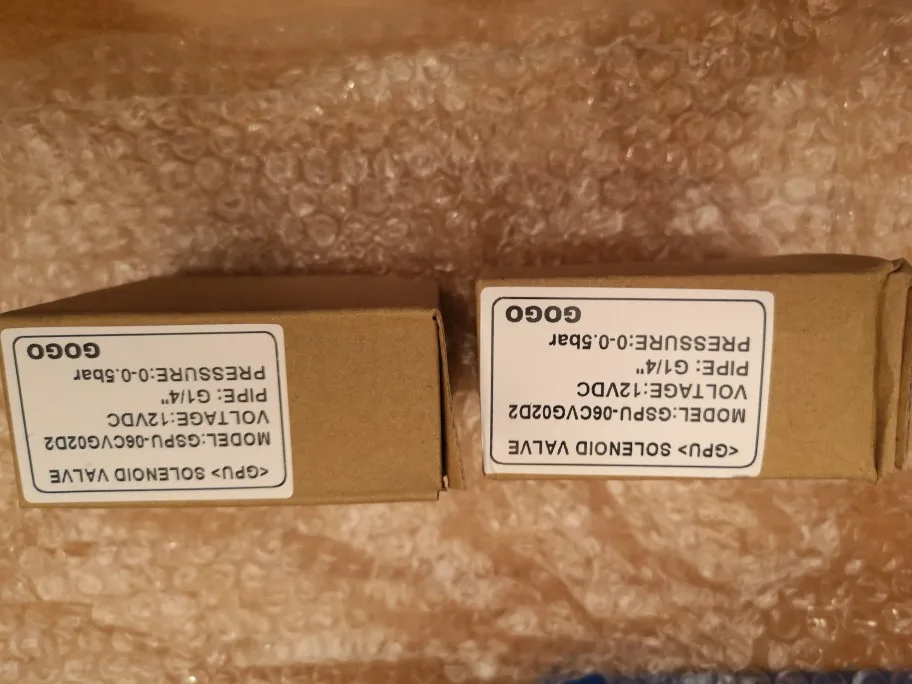 <GPU> SOLENOID VALVE
MODEL:GSPU-06CVG02D2
VOLTAGE:12VDC
PIPE: G1/4"
PRESSURE:0-0.5bar
GOGO
<GPU> SOLENOID VALVE
MODEL:GSPU-06CVG02D2
VOLTAGE:12VDC
PIPE: G1/4"
PRESSURE:0-0.5bar
GOGO